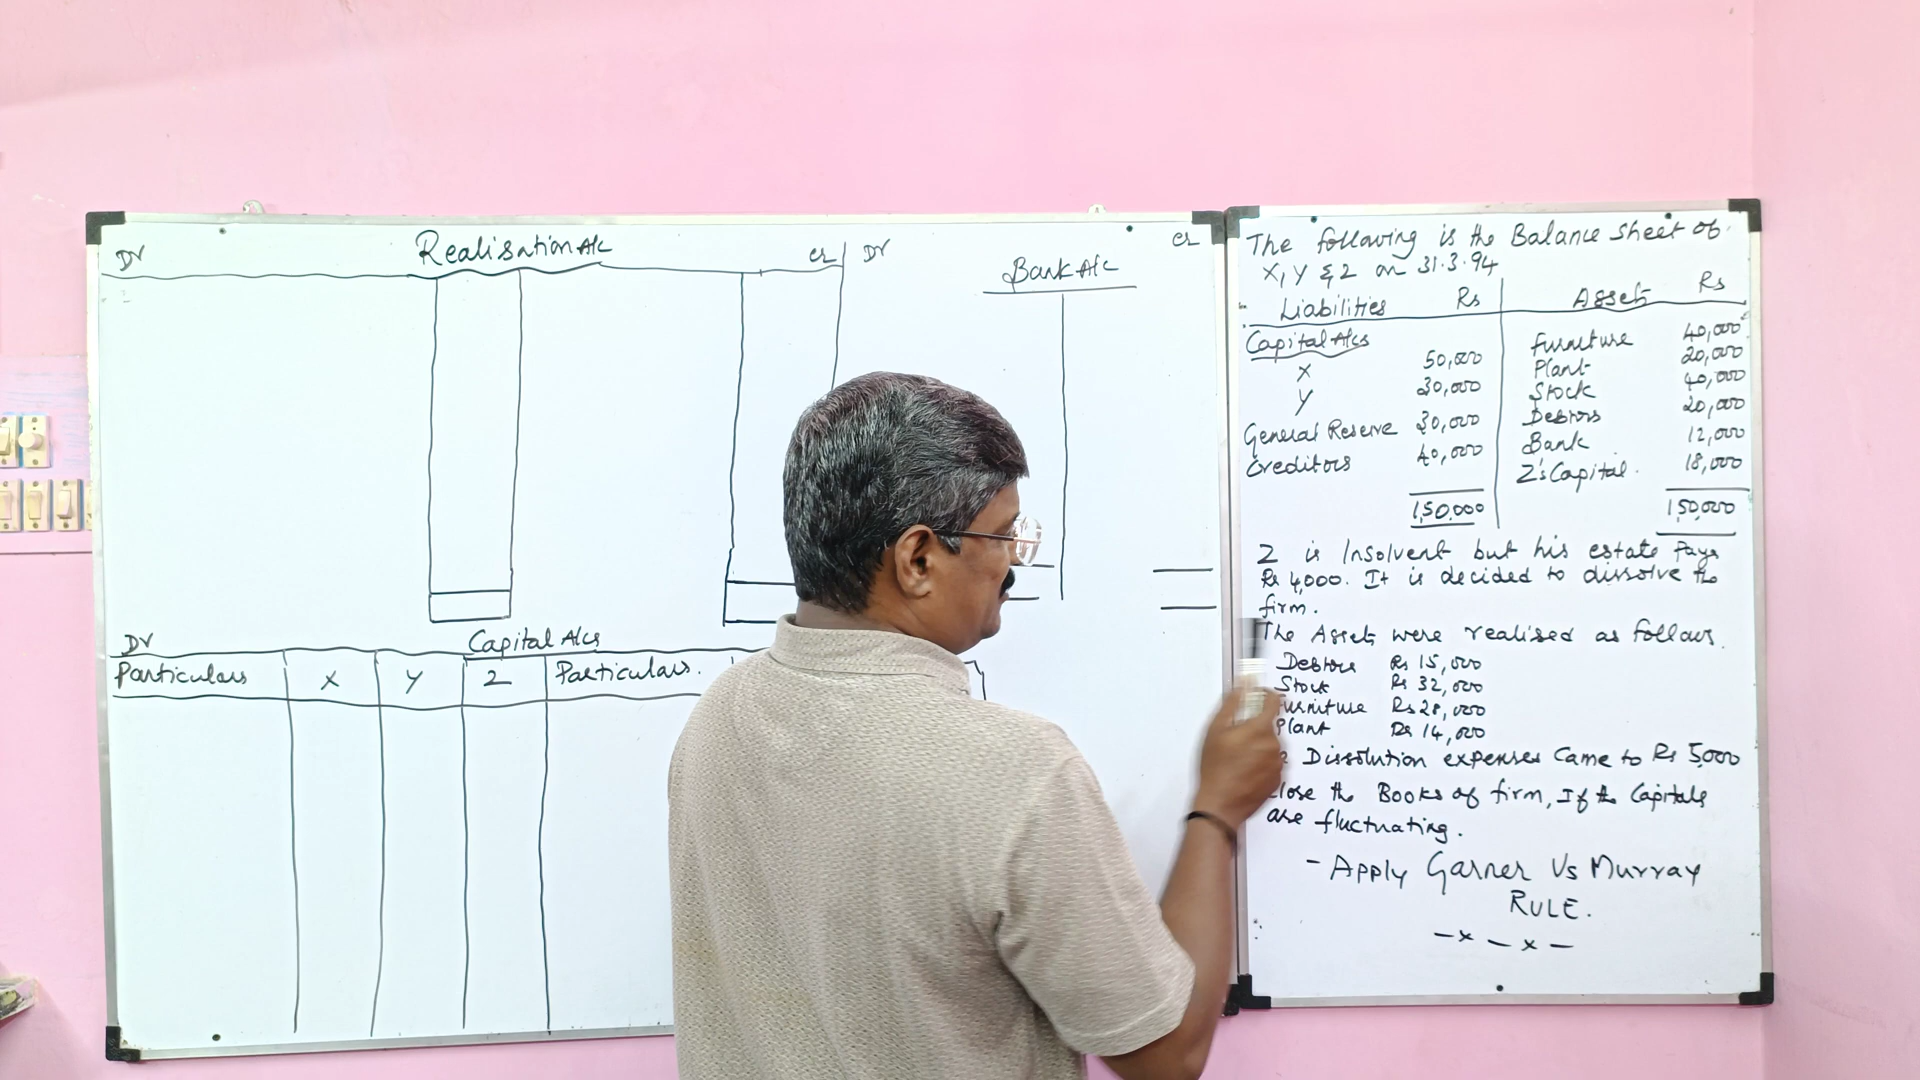 Dr Realisation A/c Cr
Dr Bank A/c Cr
Dr Capital A/cs
Particulars X Y Z Particulars.
The following is the Balance Sheet of
X, Y & Z on 31.3.94
Liabilities Rs Assets Rs
Capital A/cs Furniture 40,000
X 50,000 Plant 20,000
Y 30,000 Stock 40,000
General Reserve 30,000 Debtors 20,000
Creditors 40,000 Bank 12,000
Z's Capital. 18,000
1,50,000 1,50,000
Z is Insolvent but his estate pays
Rs 4,000. It is decided to dissolve the
firm.
The Assets were realised as follows.
Debtors Rs 15,000
Stock Rs 32,000
Furniture Rs 28,000
Plant Rs 14,000
Dissolution expenses came to Rs 5,000
Close the Books of firm, If the Capitals
are fluctuating.
- Apply Garner Vs Murray
RULE.
- x - x -